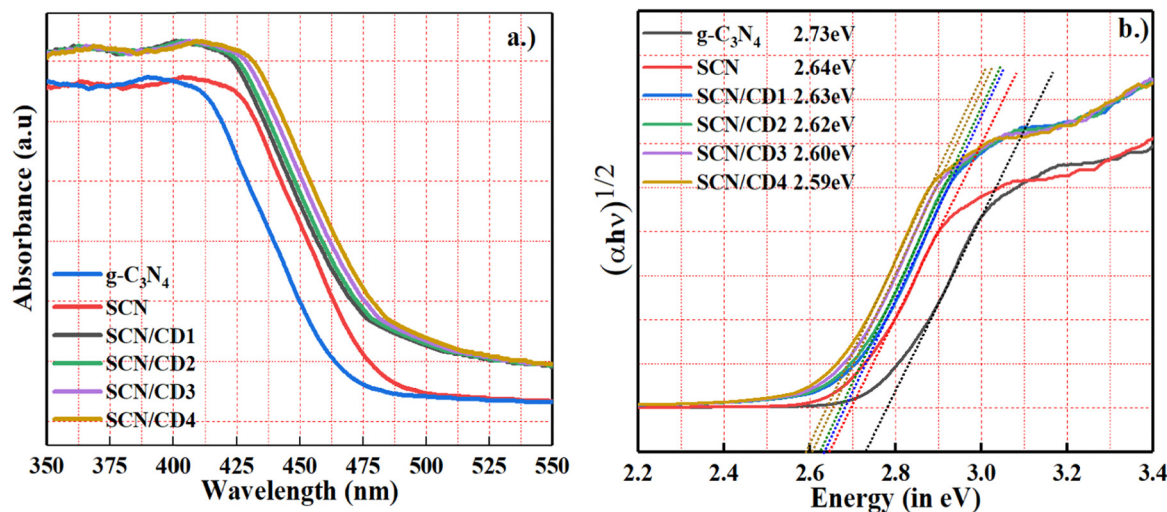 a.)
Absorbance (a.u)
g-C₃N₄
SCN
SCN/CD1
SCN/CD2
SCN/CD3
SCN/CD4
350 375 400 425 450 475 500 525 550
Wavelength (nm)
b.)
(αhν)^1/2
g-C₃N₄ 2.73eV
SCN 2.64eV
SCN/CD1 2.63eV
SCN/CD2 2.62eV
SCN/CD3 2.60eV
SCN/CD4 2.59eV
2.2 2.4 2.6 2.8 3.0 3.2 3.4
Energy (in eV)